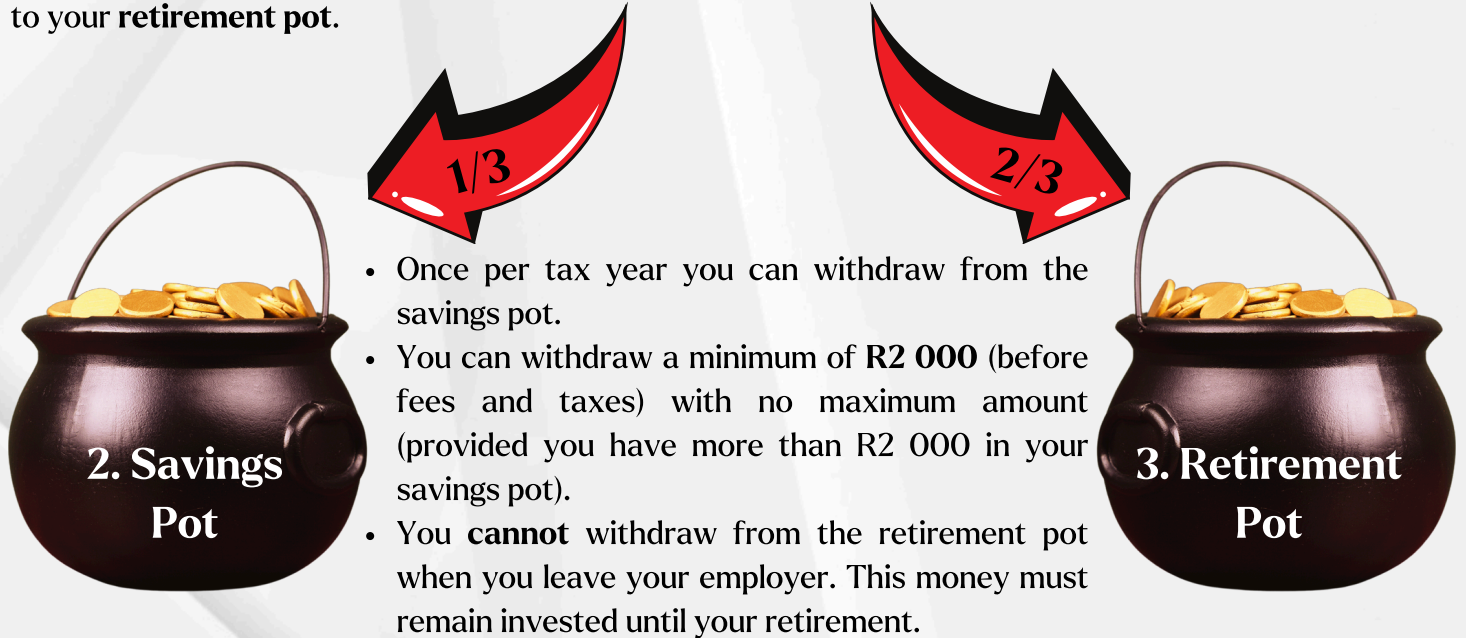 to your retirement pot.
1/3
2/3
• Once per tax year you can withdraw from the
savings pot.
• You can withdraw a minimum of R2 000 (before
fees and taxes) with no maximum amount
(provided you have more than R2 000 in your
savings pot).
• You cannot withdraw from the retirement pot
when you leave your employer. This money must
remain invested until your retirement.
2. Savings
Pot
3. Retirement
Pot